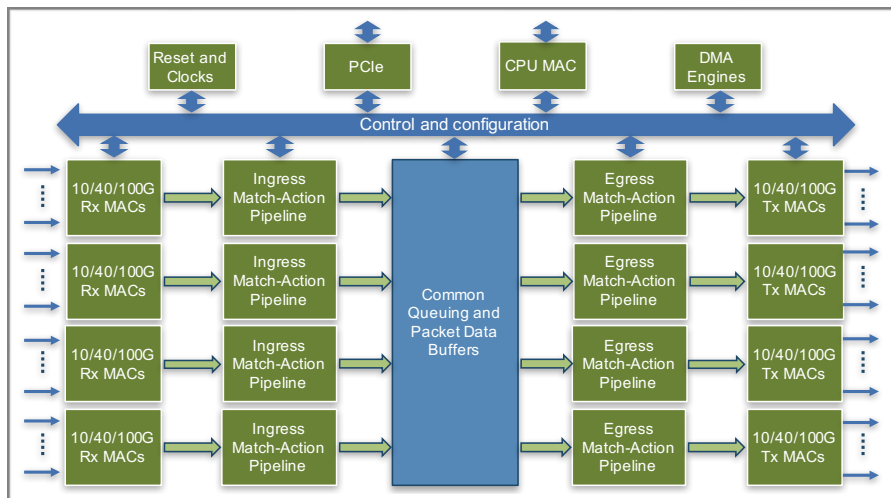 Reset and
Clocks
PCIe
CPU MAC
DMA
Engines
Control and configuration
10/40/100G
Rx MACs
Ingress
Match-Action
Pipeline
Egress
Match-Action
Pipeline
10/40/100G
Tx MACs
10/40/100G
Rx MACs
Ingress
Match-Action
Pipeline
Common
Queuing and
Packet Data
Buffers
Egress
Match-Action
Pipeline
10/40/100G
Tx MACs
10/40/100G
Rx MACs
Ingress
Match-Action
Pipeline
Egress
Match-Action
Pipeline
10/40/100G
Tx MACs
10/40/100G
Rx MACs
Ingress
Match-Action
Pipeline
Egress
Match-Action
Pipeline
10/40/100G
Tx MACs